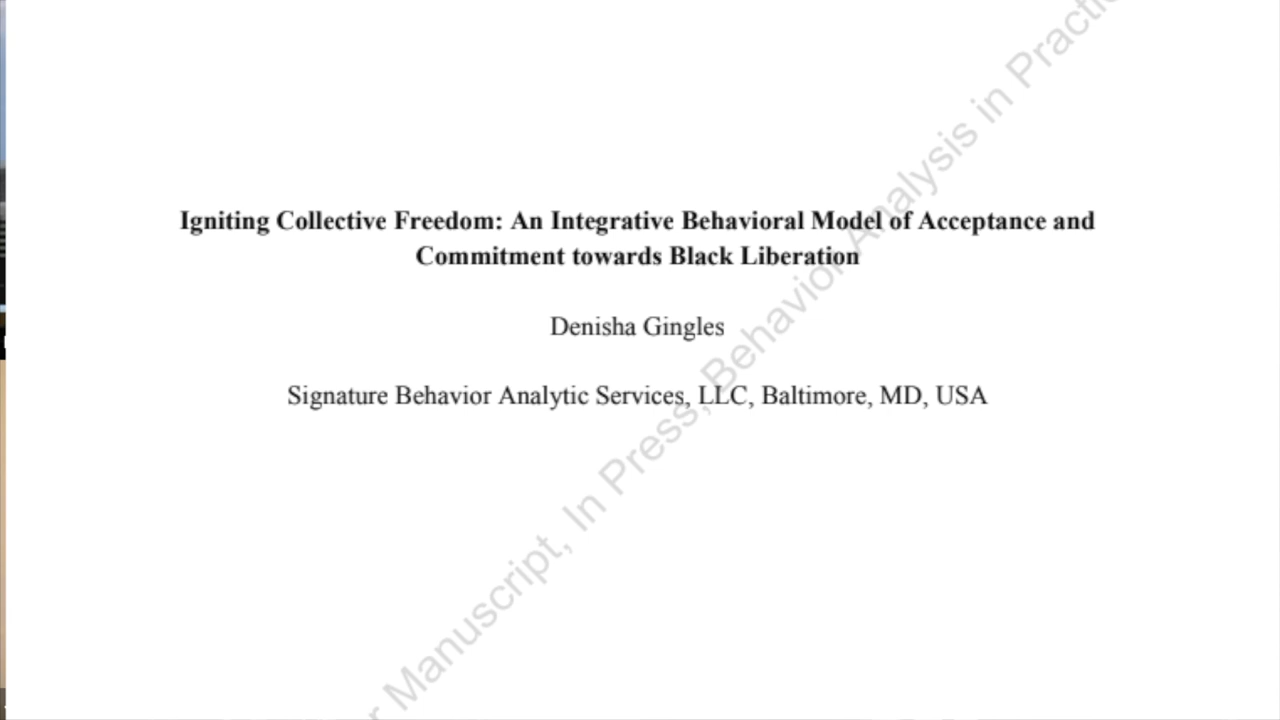 Igniting Collective Freedom: An Integrative Behavioral Model of Acceptance and
Commitment towards Black Liberation
Denisha Gingles
Signature Behavior Analytic Services, LLC, Baltimore, MD, USA
Manuscript, In Press, Behavior Analysis in